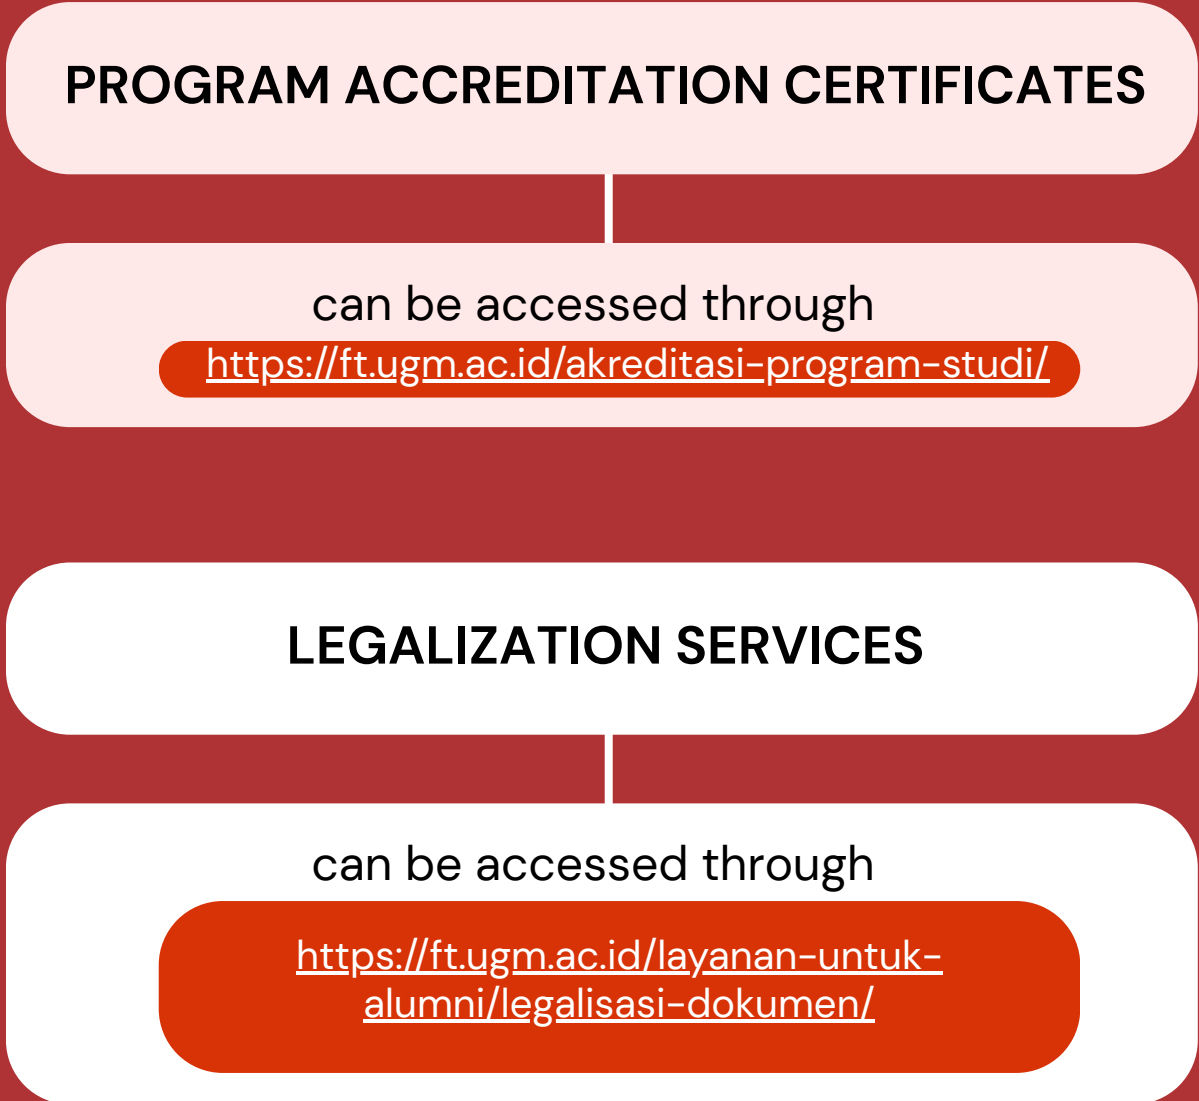 PROGRAM ACCREDITATION CERTIFICATES
can be accessed through
https://ft.ugm.ac.id/akreditasi-program-studi/
LEGALIZATION SERVICES
can be accessed through
https://ft.ugm.ac.id/layanan-untuk-
alumni/legalisasi-dokumen/